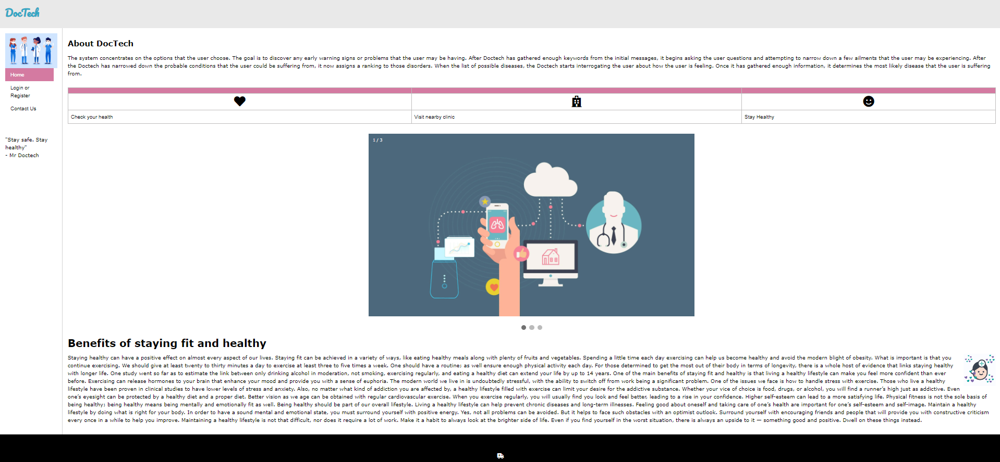 DocTech
Home
Login or
Register
Contact Us
"Stay safe. Stay
healthy"
- Mr Doctech
About DocTech
The system concentrates on the options that the user choose. The goal is to discover any early warning signs or problems that the user may be having. After Doctech has gathered enough keywords from the initial messages, it begins asking the user questions and attempting to narrow down a few ailments that the user may be experiencing. After
the Doctech has narrowed down the probable conditions that the user could be suffering from, it now assigns a ranking to those disorders. When the list of possible diseases, the Doctech starts interrogating the user about how the user is feeling. Once it has gathered enough information, it determines the most likely disease that the user is suffering
from.
Check your health
Visit nearby clinic
Stay Healthy
1 / 3
Benefits of staying fit and healthy
Staying healthy can have a positive effect on almost every aspect of our lives. Staying fit can be achieved in a variety of ways, like eating healthy meals along with plenty of fruits and vegetables. Spending a little time each day exercising can help us become healthy and avoid the modern blight of obesity. What is important is that you
continue exercising. We should give at least twenty to thirty minutes a day to exercise at least three to five times a week. One should have a routine; as well ensure enough physical activity each day. For those determined to get the most out of their body in terms of longevity, there is a whole host of evidence that links staying healthy
with longer life. One study went so far as to estimate the link between only drinking alcohol in moderation, not smoking, exercising regularly, and eating a healthy diet can extend your life by up to 14 years. One of the main benefits of staying fit and healthy is that living a healthy lifestyle can make you feel more confident than ever
before. Exercising can release hormones to your brain that enhance your mood and provide you with a sense of euphoria. The modern world we live in is undoubtedly stressful, with the ability to switch off from work being a significant problem. One of the issues we face is how to handle stress with exercise. Those who live a healthy
lifestyle have been proven in clinical studies to have lower levels of stress and anxiety. Also, no matter what kind of addiction you are affected by, a healthy lifestyle filled with exercise can limit your desire for the addictive substance. Whether your vice of choice is food, drugs, or alcohol, you will find a runner’s high just as addictive. Even
one’s eyesight can be protected by a healthy diet and a proper diet. Better vision as we age can be obtained with regular cardiovascular exercise. When you exercise regularly, you will usually find you look and feel better, leading to a rise in your confidence. Higher self-esteem can lead to a more satisfying life. Physical fitness is not the sole basis of
being healthy; being healthy means being mentally and emotionally fit as well. Being healthy should be part of our overall lifestyle. Living a healthy lifestyle can help prevent chronic diseases and long-term illnesses. Feeling good about oneself and taking care of one’s health are important for one’s self-esteem and self-image. Maintain a healthy
lifestyle by doing what is right for your body. In order to have a sound mental and emotional state, you must surround yourself with positive energy. Yes, not all problems can be avoided. But it helps to face such obstacles with an optimist outlook. Surround yourself with encouraging friends and people that will provide you with constructive criticism
every once in a while to help you improve. Maintaining a healthy lifestyle is not that difficult, nor does it require a lot of work. Make it a habit to always look at the brighter side of life. Even if you find yourself in the worst situation, there is always an upside to it — something good and positive. Dwell on these things instead.